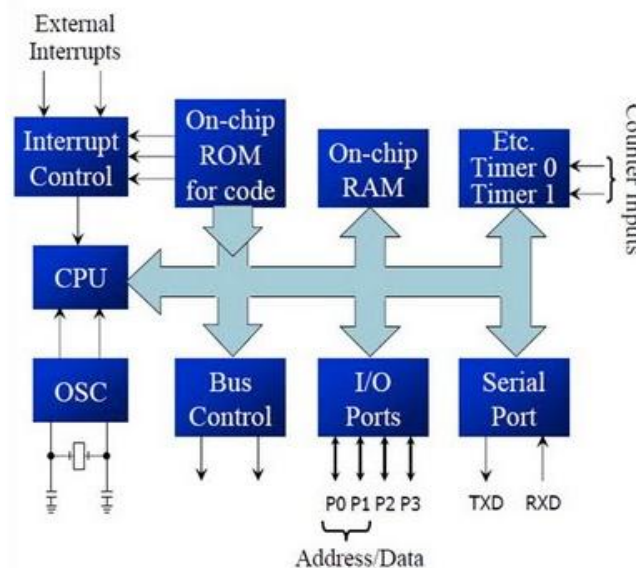 External
Interrupts
Interrupt
Control
On-chip
ROM
for code
On-chip
RAM
Etc.
Timer 0
Timer 1
Counter Inputs
CPU
OSC
Bus
Control
I/O
Ports
Serial
Port
P0 P1 P2 P3
TXD RXD
Address/Data